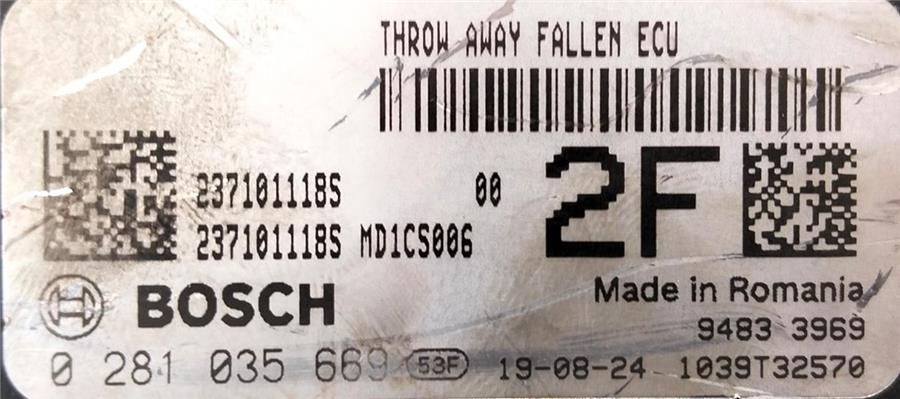 THROW AWAY FALLEN ECU
237101118S 00
237101118S MD1CS006
2F
BOSCH
Made in Romania
9483 3969
0 281 035 669 53F 19-08-24 1039T32570